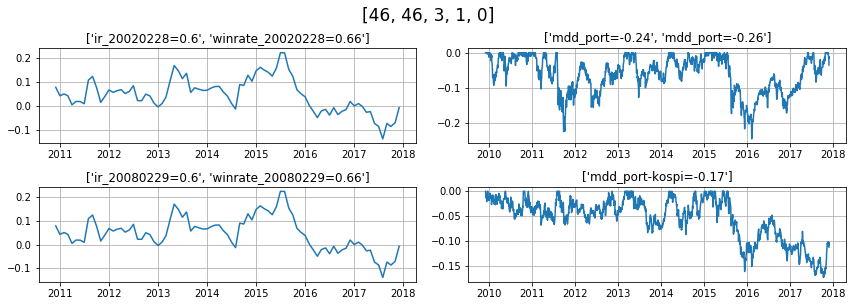 [46, 46, 3, 1, 0]
['ir_20020228=0.6', 'winrate_20020228=0.66']
0.2
0.1
0.0
−0.1
2011 2012 2013 2014 2015 2016 2017 2018
['mdd_port=-0.24', 'mdd_port=-0.26']
0.0
−0.1
−0.2
2010 2011 2012 2013 2014 2015 2016 2017 2018
['ir_20080229=0.6', 'winrate_20080229=0.66']
0.2
0.1
0.0
−0.1
2011 2012 2013 2014 2015 2016 2017 2018
['mdd_port-kospi=-0.17']
0.00
−0.05
−0.10
−0.15
2010 2011 2012 2013 2014 2015 2016 2017 2018